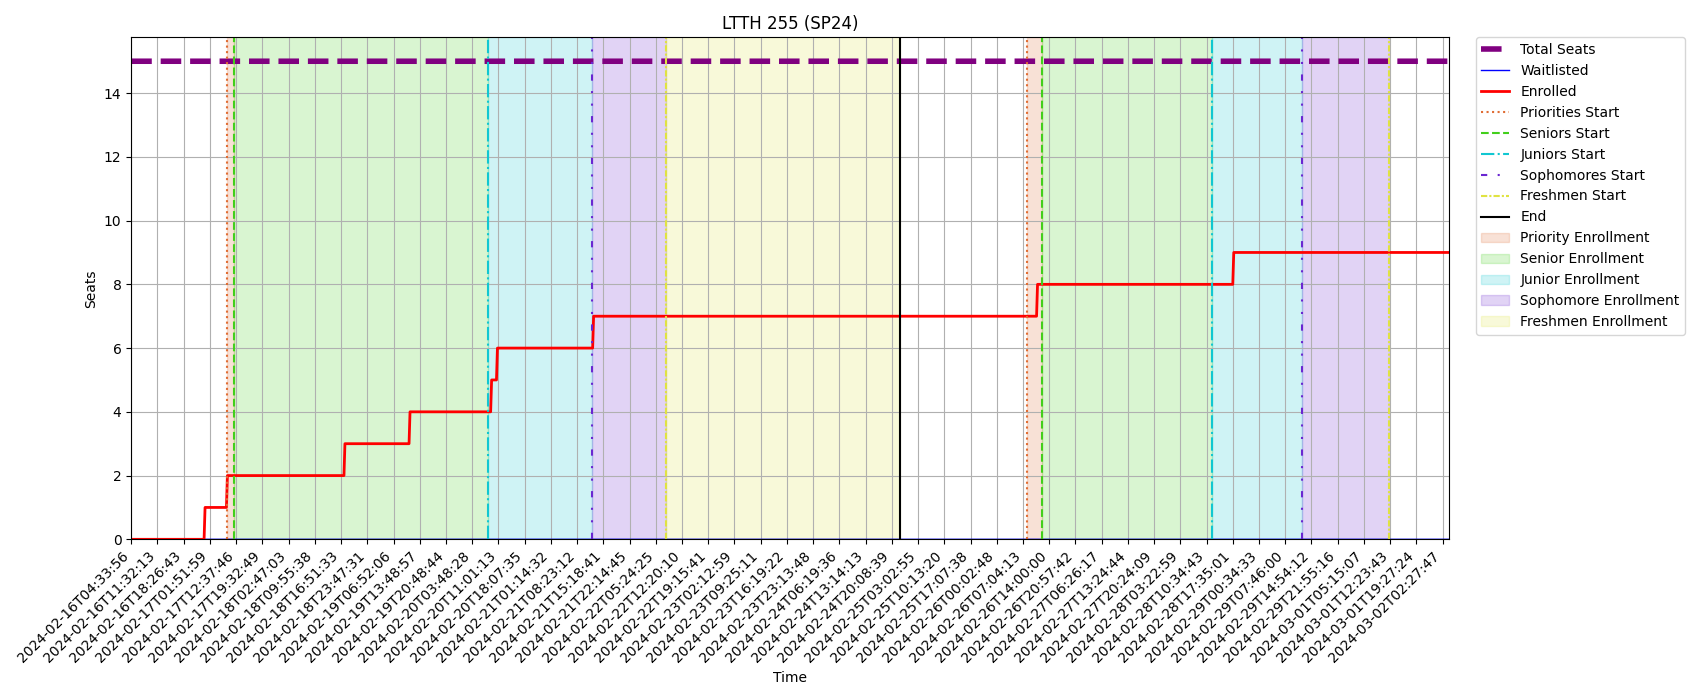 LTTH 255 (SP24)
Seats
14
12
10
8
6
4
2
0
2024-02-16T04:33:56
2024-02-16T11:32:13
2024-02-16T18:26:43
2024-02-17T01:51:59
2024-02-17T12:37:46
2024-02-17T19:32:49
2024-02-18T02:47:03
2024-02-18T09:55:38
2024-02-18T16:51:33
2024-02-18T23:47:31
2024-02-19T06:52:06
2024-02-19T13:48:57
2024-02-19T20:48:44
2024-02-20T03:48:28
2024-02-20T11:01:13
2024-02-20T18:07:35
2024-02-21T01:14:32
2024-02-21T08:23:12
2024-02-21T15:18:41
2024-02-21T22:14:45
2024-02-22T05:24:25
2024-02-22T12:20:10
2024-02-22T19:15:41
2024-02-23T02:12:59
2024-02-23T09:25:11
2024-02-23T16:19:22
2024-02-23T23:13:48
2024-02-24T06:19:36
2024-02-24T13:14:13
2024-02-24T20:08:39
2024-02-25T03:02:55
2024-02-25T10:13:20
2024-02-25T17:07:38
2024-02-26T00:02:48
2024-02-26T07:04:13
2024-02-26T14:00:00
2024-02-26T20:57:42
2024-02-27T06:26:17
2024-02-27T13:24:44
2024-02-27T20:24:09
2024-02-28T03:22:59
2024-02-28T10:34:43
2024-02-28T17:35:01
2024-02-29T00:34:33
2024-02-29T07:46:00
2024-02-29T14:54:12
2024-02-29T21:55:16
2024-03-01T05:15:07
2024-03-01T12:23:43
2024-03-01T19:27:24
2024-03-02T02:27:47
Time
Total Seats
Waitlisted
Enrolled
Priorities Start
Seniors Start
Juniors Start
Sophomores Start
Freshmen Start
End
Priority Enrollment
Senior Enrollment
Junior Enrollment
Sophomore Enrollment
Freshmen Enrollment